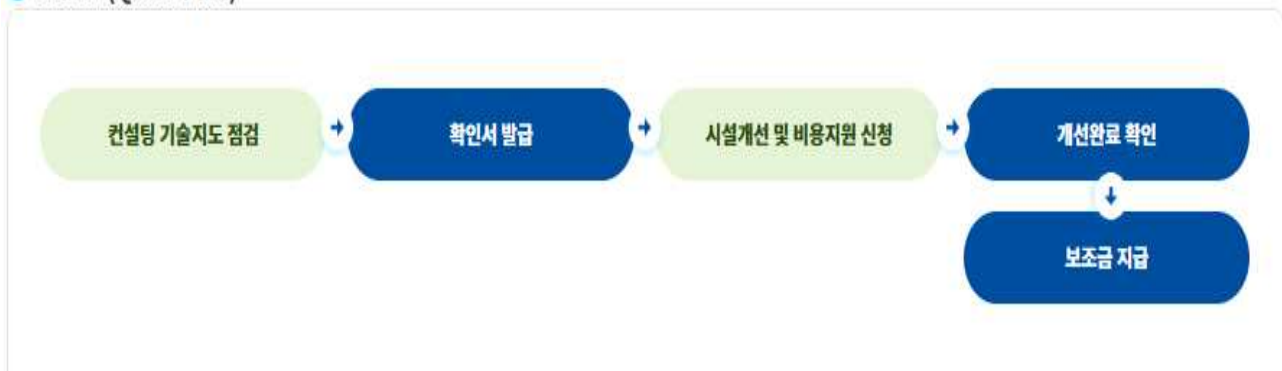 컨설팅 기술지도 점검
확인서 발급
시설개선 및 비용지원 신청
개선완료 확인
보조금 지급